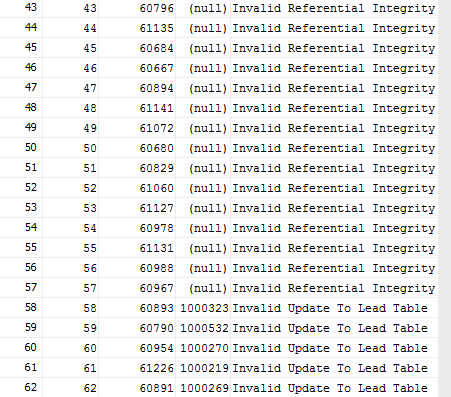 43 43 60796 (null) Invalid Referential Integrity
44 44 61135 (null) Invalid Referential Integrity
45 45 60684 (null) Invalid Referential Integrity
46 46 60667 (null) Invalid Referential Integrity
47 47 60894 (null) Invalid Referential Integrity
48 48 61141 (null) Invalid Referential Integrity
49 49 61072 (null) Invalid Referential Integrity
50 50 60680 (null) Invalid Referential Integrity
51 51 60829 (null) Invalid Referential Integrity
52 52 61060 (null) Invalid Referential Integrity
53 53 61127 (null) Invalid Referential Integrity
54 54 60978 (null) Invalid Referential Integrity
55 55 61131 (null) Invalid Referential Integrity
56 56 60988 (null) Invalid Referential Integrity
57 57 60967 (null) Invalid Referential Integrity
58 58 60893 1000323 Invalid Update To Lead Table
59 59 60790 1000532 Invalid Update To Lead Table
60 60 60954 1000270 Invalid Update To Lead Table
61 61 61226 1000219 Invalid Update To Lead Table
62 62 60891 1000269 Invalid Update To Lead Table